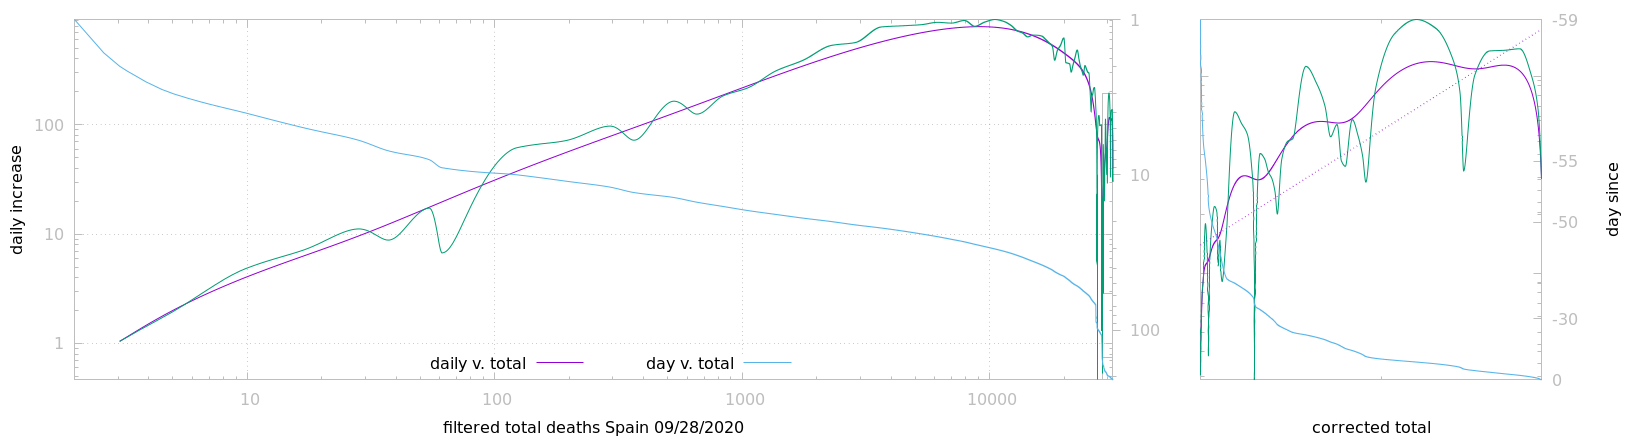 1
-59
100
daily increase
10
-55
-50
day since
10
-30
1
100
daily v. total
day v. total
0
10
100
1000
10000
filtered total deaths Spain 09/28/2020
corrected total